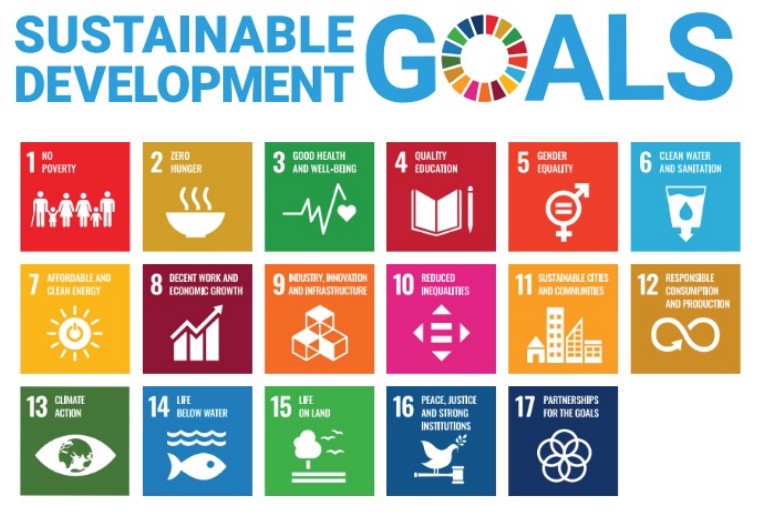 SUSTAINABLE
DEVELOPMENT
GOALS
1 NO
POVERTY
2 ZERO
HUNGER
3 GOOD HEALTH
AND WELL-BEING
4 QUALITY
EDUCATION
5 GENDER
EQUALITY
6 CLEAN WATER
AND SANITATION
7 AFFORDABLE AND
CLEAN ENERGY
8 DECENT WORK AND
ECONOMIC GROWTH
9 INDUSTRY, INNOVATION
AND INFRASTRUCTURE
10 REDUCED
INEQUALITIES
11 SUSTAINABLE CITIES
AND COMMUNITIES
12 RESPONSIBLE
CONSUMPTION
AND PRODUCTION
13 CLIMATE
ACTION
14 LIFE
BELOW WATER
15 LIFE
ON LAND
16 PEACE, JUSTICE
AND STRONG
INSTITUTIONS
17 PARTNERSHIPS
FOR THE GOALS